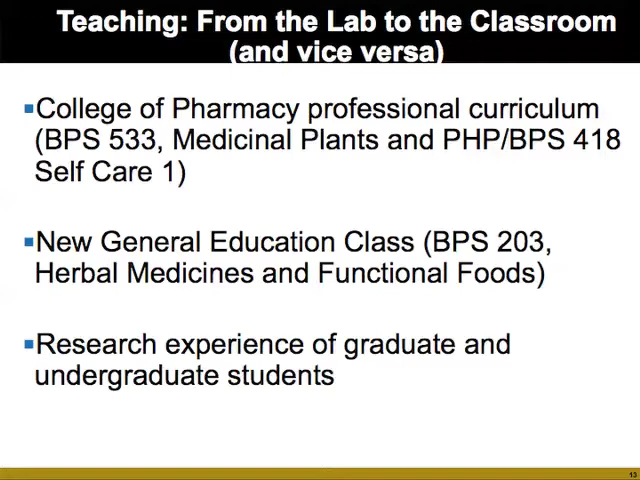 Teaching: From the Lab to the Classroom
(and vice versa)
▪College of Pharmacy professional curriculum
(BPS 533, Medicinal Plants and PHP/BPS 418
Self Care 1)
▪New General Education Class (BPS 203,
Herbal Medicines and Functional Foods)
▪Research experience of graduate and
undergraduate students
13